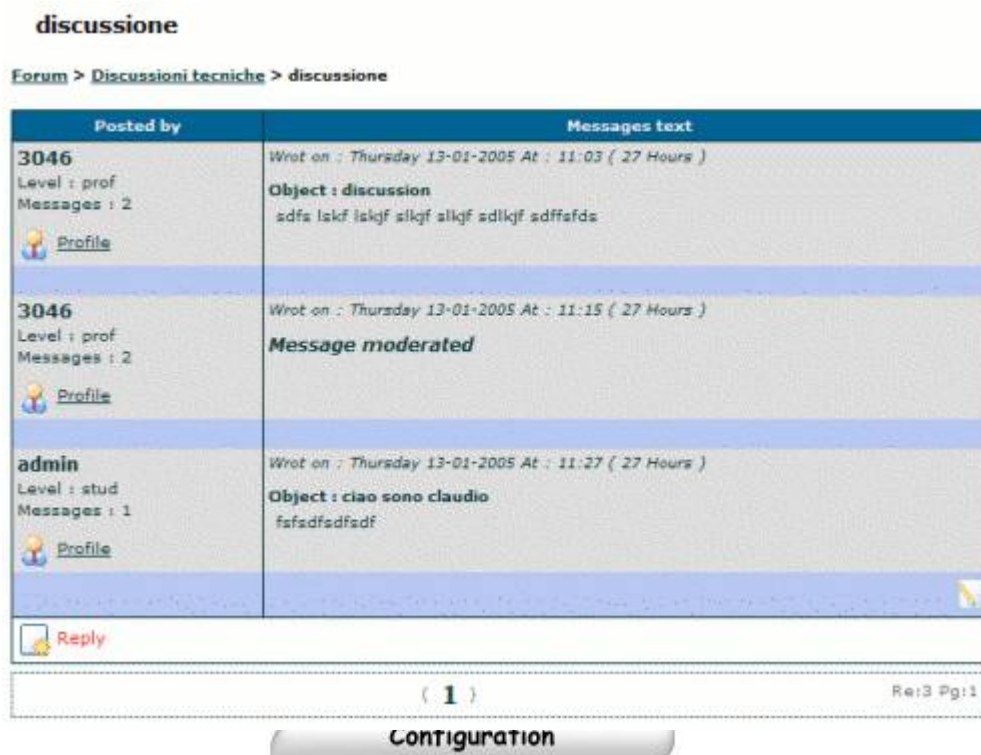 discussione
Forum > Discussioni tecniche > discussione
Posted by Messages text
3046
Level : prof
Messages : 2
Profile
Wrot on : Thursday 13-01-2005 At : 11:03 ( 27 Hours )
Object : discussion
sdfs lskf lskjf slkjf slkjf sdlkjf sdffsfds
3046
Level : prof
Messages : 2
Profile
Wrot on : Thursday 13-01-2005 At : 11:15 ( 27 Hours )
Message moderated
admin
Level : stud
Messages : 1
Profile
Wrot on : Thursday 13-01-2005 At : 11:27 ( 27 Hours )
Object : ciao sono claudio
fsfsdfsdfsdf
Reply
( 1 )
Re:3 Pg:1
Configuration